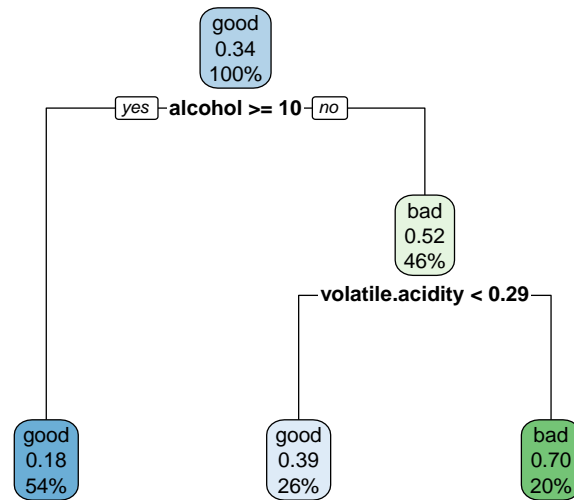 good
0.34
100%
yes alcohol >= 10 no
bad
0.52
46%
volatile.acidity < 0.29
good
0.18
54%
good
0.39
26%
bad
0.70
20%